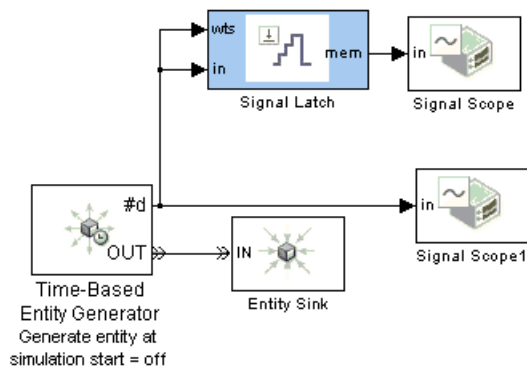 wts
in
mem
Signal Latch
in
Signal Scope
#d
OUT
Time-Based
Entity Generator
Generate entity at
simulation start = off
IN
Entity Sink
in
Signal Scope1